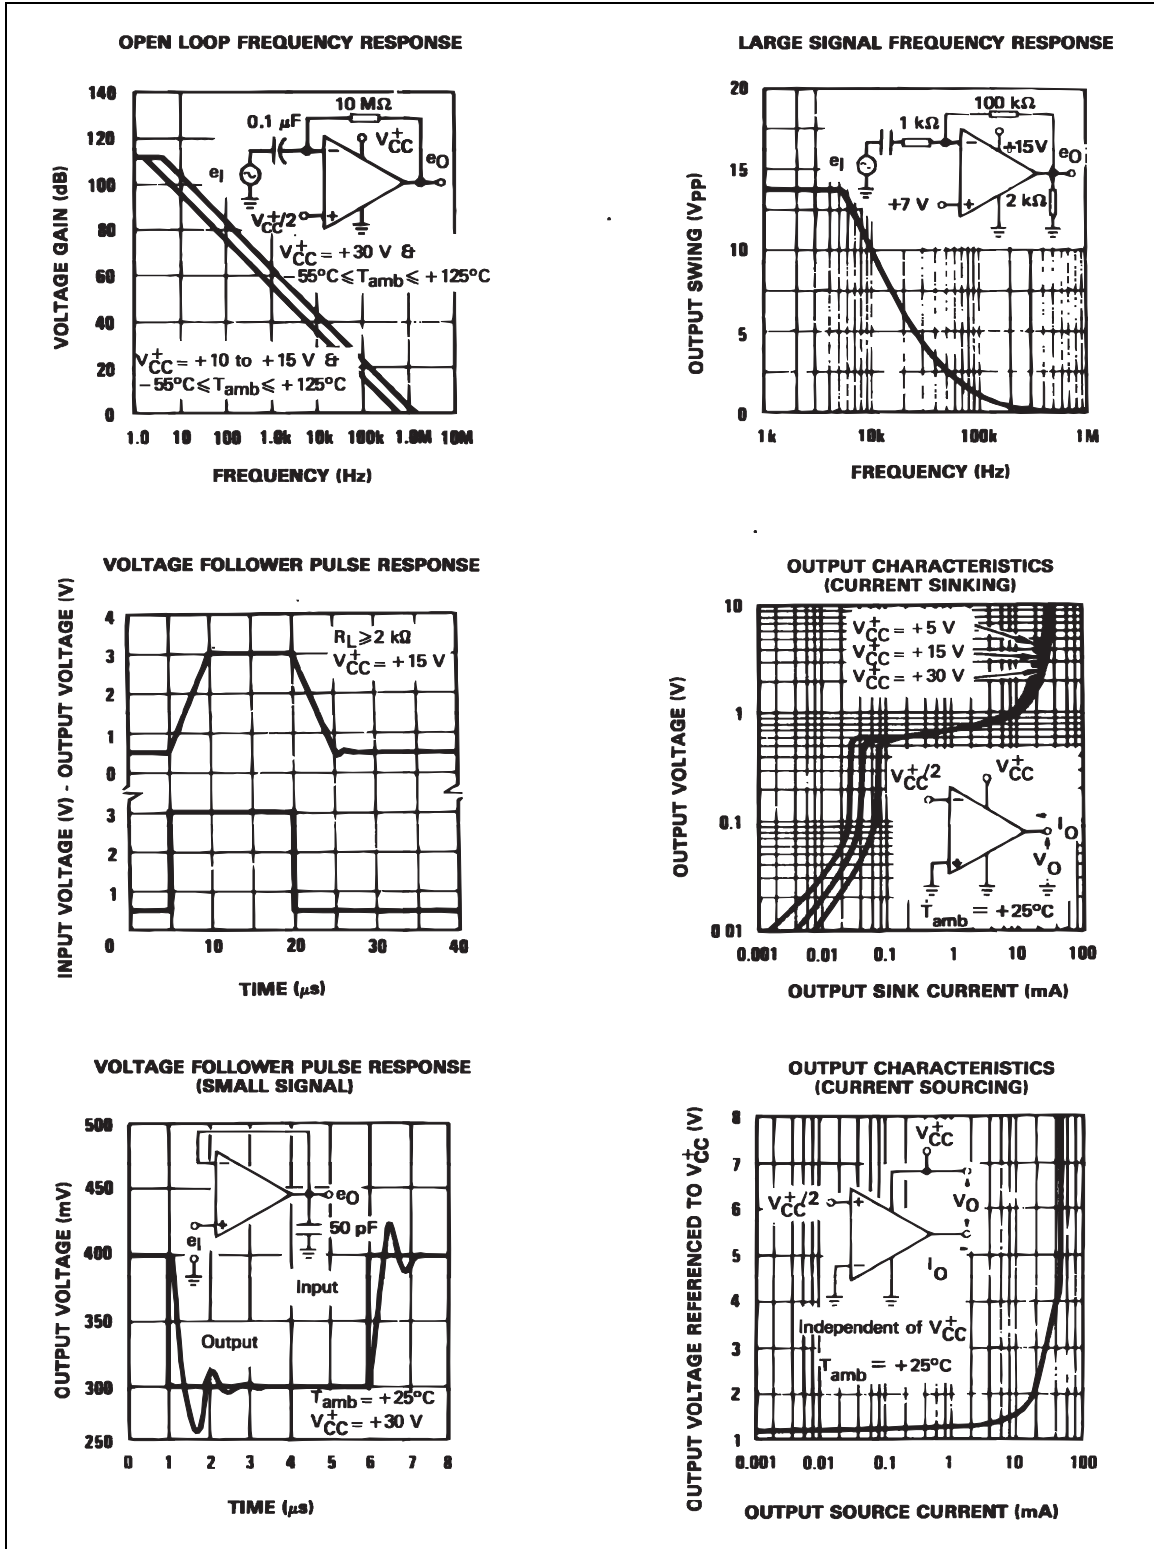 OPEN LOOP FREQUENCY RESPONSE
VOLTAGE GAIN (dB)
140
120
100
80
60
40
20
0
10 MΩ
0.1 μF
V+CC
eI
eO
V+CC/2
V+CC = +30 V &
-55°C ≤ Tamb ≤ +125°C
V+CC = +10 to +15 V &
-55°C ≤ Tamb ≤ +125°C
1.0 10 100 1.0k 10k 100k 1.0M 10M
FREQUENCY (Hz)
LARGE SIGNAL FREQUENCY RESPONSE
OUTPUT SWING (Vpp)
20
15
10
5
0
100 kΩ
1 kΩ
+15V
eI
eO
+7 V
2 kΩ
1k 10k 100k 1M
FREQUENCY (Hz)
VOLTAGE FOLLOWER PULSE RESPONSE
INPUT VOLTAGE (V) - OUTPUT VOLTAGE (V)
4
3
2
1
0
3
2
1
RL ≥ 2 kΩ
V+CC = +15 V
0 10 20 30 40
TIME (μs)
OUTPUT CHARACTERISTICS
(CURRENT SINKING)
OUTPUT VOLTAGE (V)
10
1
0.1
0.01
V+CC = +5 V
V+CC = +15 V
V+CC = +30 V
V+CC/2
V+CC
IO
VO
Tamb = +25°C
0.001 0.01 0.1 1 10 100
OUTPUT SINK CURRENT (mA)
VOLTAGE FOLLOWER PULSE RESPONSE
(SMALL SIGNAL)
OUTPUT VOLTAGE (mV)
500
450
400
350
300
250
eO
50 pF
eI
Input
Output
Tamb = +25°C
V+CC = +30 V
0 1 2 3 4 5 6 7 8
TIME (μs)
OUTPUT CHARACTERISTICS
(CURRENT SOURCING)
OUTPUT VOLTAGE REFERENCED TO V+CC (V)
8
7
6
5
4
3
2
1
V+CC
V+CC/2
VO
IO
Independent of V+CC
Tamb = +25°C
0.001 0.01 0.1 1 10 100
OUTPUT SOURCE CURRENT (mA)